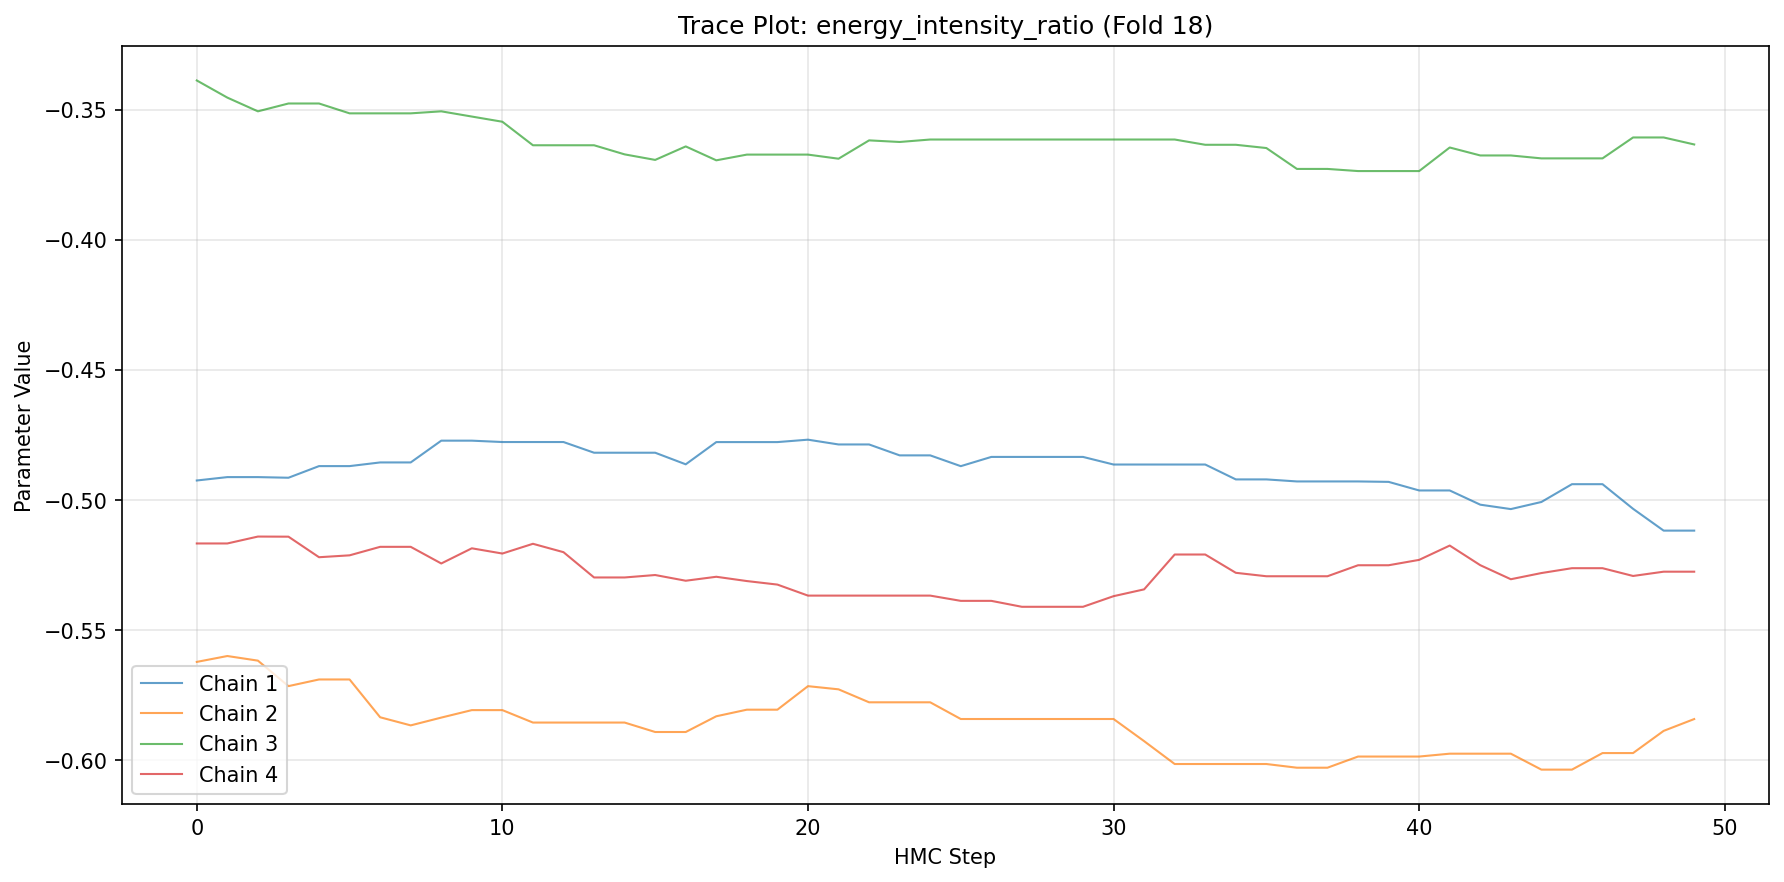 Trace Plot: energy_intensity_ratio (Fold 18)
Parameter Value
−0.35
−0.40
−0.45
−0.50
−0.55
−0.60
Chain 1
Chain 2
Chain 3
Chain 4
0 10 20 30 40 50
HMC Step